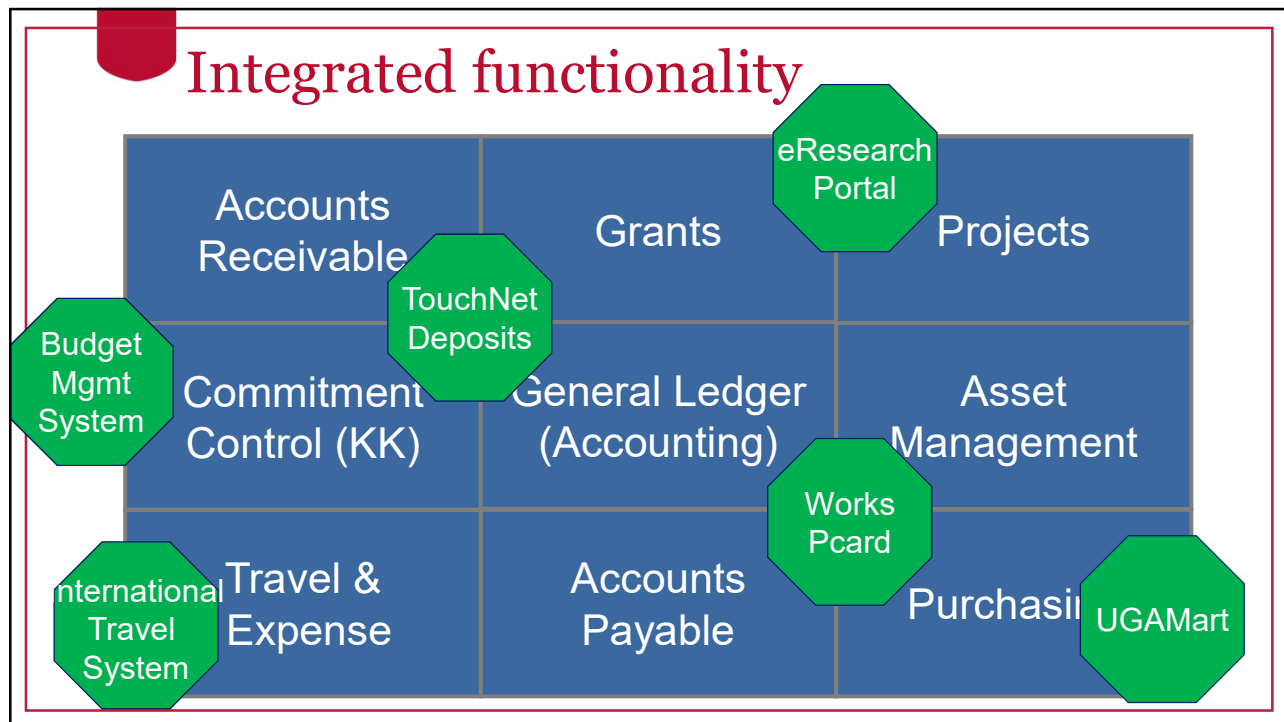 Integrated functionality
Accounts
Receivable
Grants
eResearch
Portal
Projects
TouchNet
Deposits
Budget
Mgmt
System
Commitment
Control (KK)
General Ledger
(Accounting)
Asset
Management
Works
Pcard
nternational
Travel
System
Travel &
Expense
Accounts
Payable
Purchasin
UGAMart